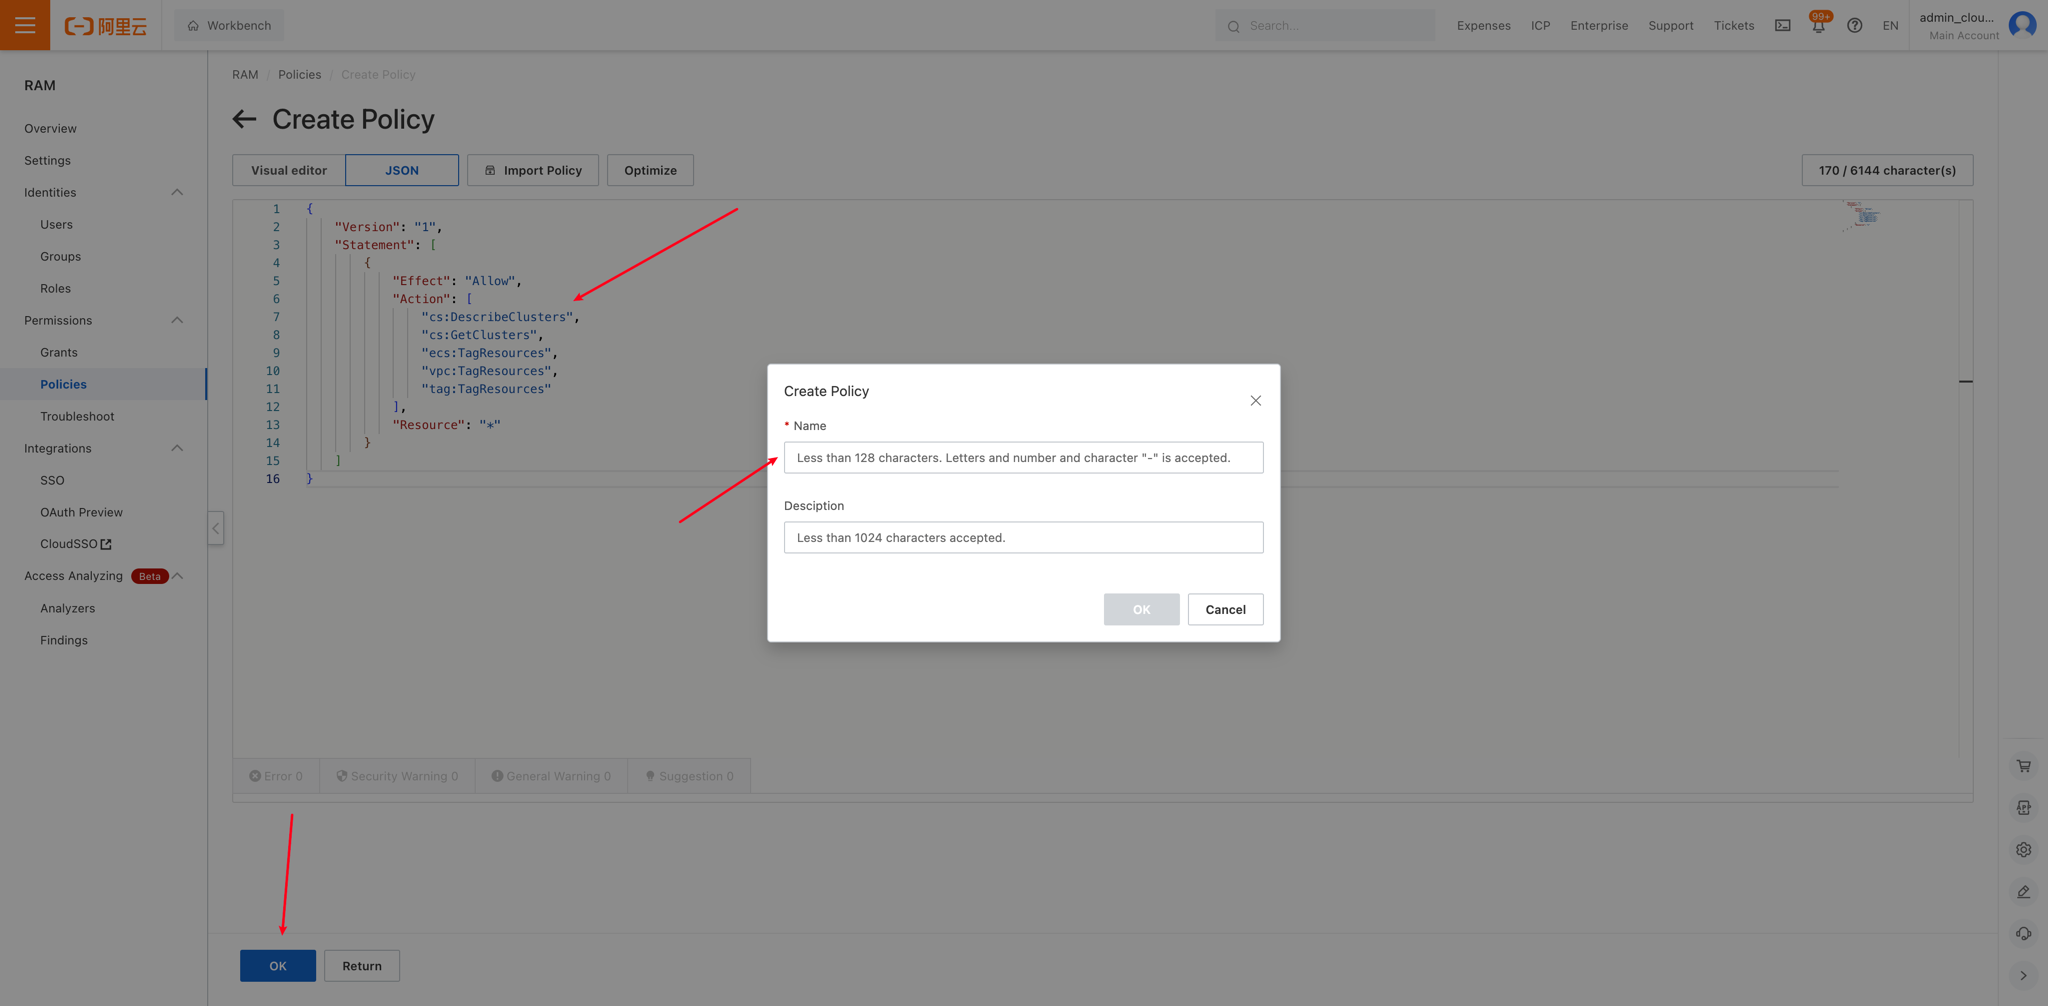 阿里云
Workbench
Search...
Expenses
ICP
Enterprise
Support
Tickets
99+
EN
admin_clou...
Main Account
RAM
Overview
Settings
Identities
Users
Groups
Roles
Permissions
Grants
Policies
Troubleshoot
Integrations
SSO
OAuth Preview
CloudSSO
Access Analyzing Beta
Analyzers
Findings
RAM / Policies / Create Policy
Create Policy
Visual editor
JSON
Import Policy
Optimize
170 / 6144 character(s)
1 {
2 "Version": "1",
3 "Statement": [
4 {
5 "Effect": "Allow",
6 "Action": [
7 "cs:DescribeClusters",
8 "cs:GetClusters",
9 "ecs:TagResources",
10 "vpc:TagResources",
11 "tag:TagResources"
12 ],
13 "Resource": "*"
14 }
15 ]
16 }
Create Policy
* Name
Less than 128 characters. Letters and number and character "-" is accepted.
Desciption
Less than 1024 characters accepted.
OK
Cancel
Error 0
Security Warning 0
General Warning 0
Suggestion 0
OK
Return